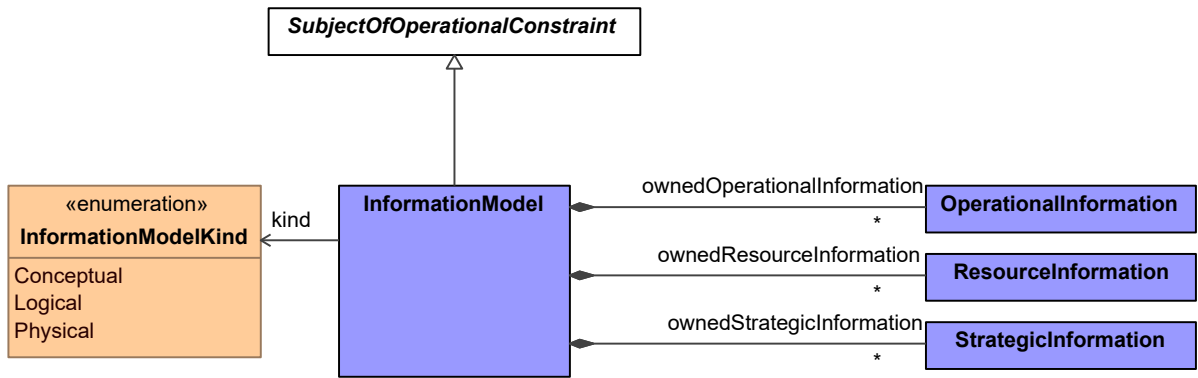 SubjectOfOperationalConstraint
«enumeration»
InformationModelKind
Conceptual
Logical
Physical
kind
InformationModel
ownedOperationalInformation
*
OperationalInformation
ownedResourceInformation
*
ResourceInformation
ownedStrategicInformation
*
StrategicInformation